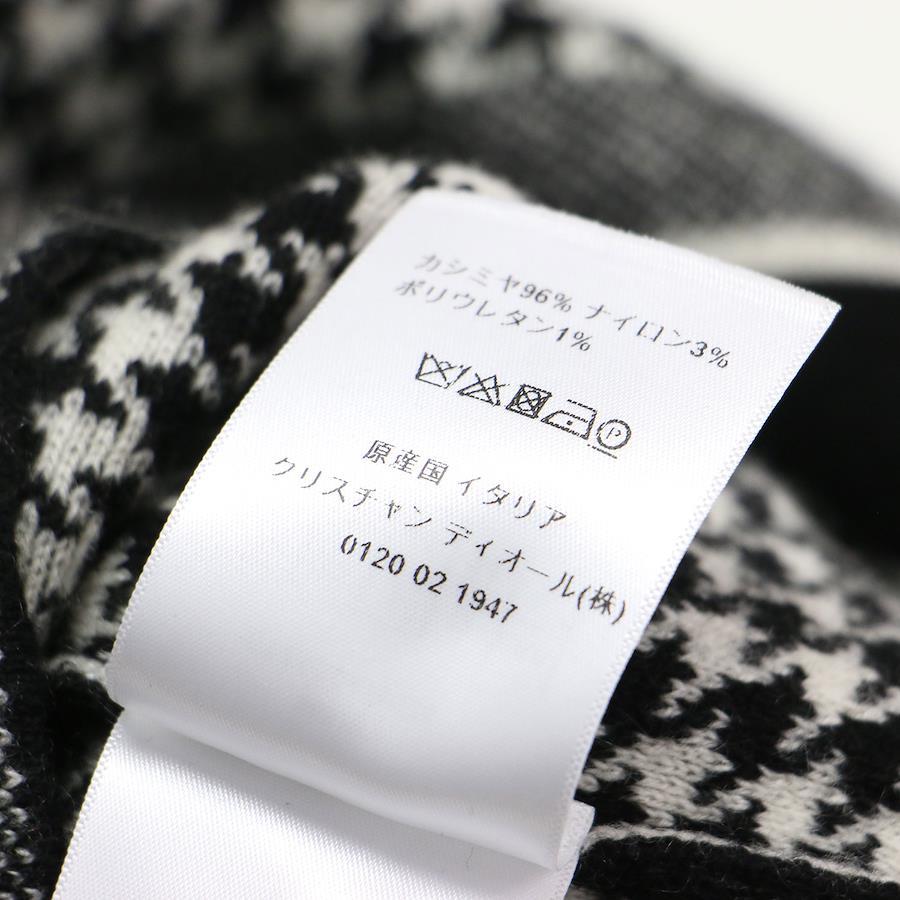 カシミヤ96% ナイロン3%
ポリウレタン1%
P
原産国 イタリア
クリスチャン ディオール(株)
0120 02 1947